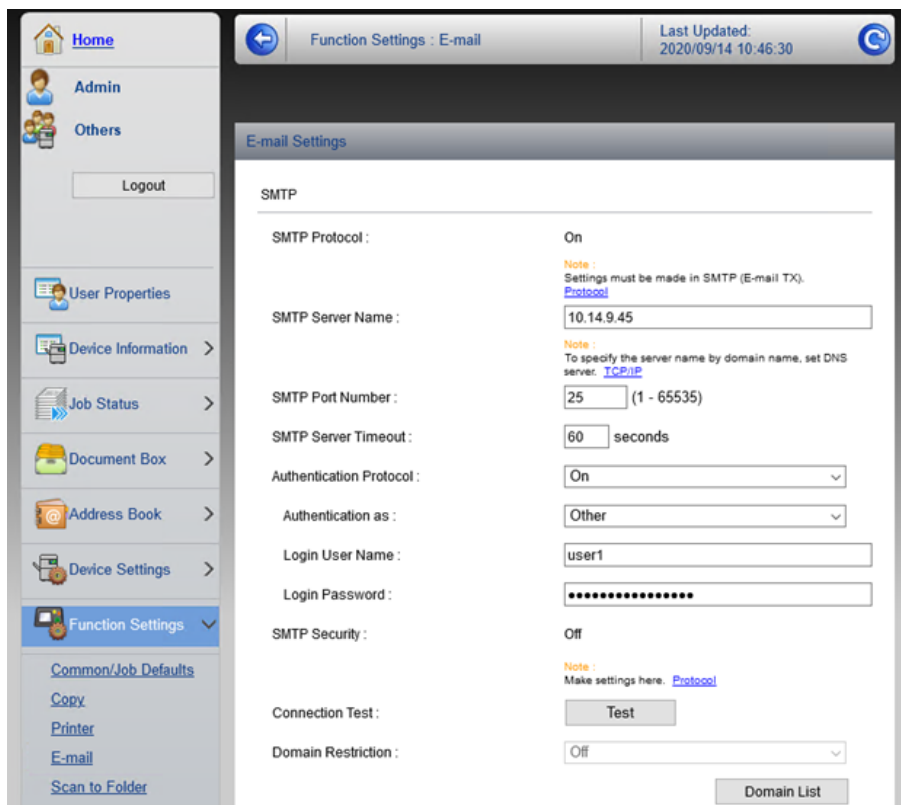 Home
Admin
Others
Logout
User Properties
Device Information
Job Status
Document Box
Address Book
Device Settings
Function Settings
Common/Job Defaults
Copy
Printer
E-mail
Scan to Folder
Function Settings : E-mail
Last Updated:
2020/09/14 10:46:30
E-mail Settings
SMTP
SMTP Protocol : On
Note :
Settings must be made in SMTP (E-mail TX).
Protocol
SMTP Server Name : 10.14.9.45
Note :
To specify the server name by domain name, set DNS
server. TCP/IP
SMTP Port Number : 25 (1 - 65535)
SMTP Server Timeout : 60 seconds
Authentication Protocol : On
Authentication as : Other
Login User Name : user1
Login Password : ••••••••••••••••
SMTP Security : Off
Note :
Make settings here. Protocol
Connection Test : Test
Domain Restriction : Off
Domain List